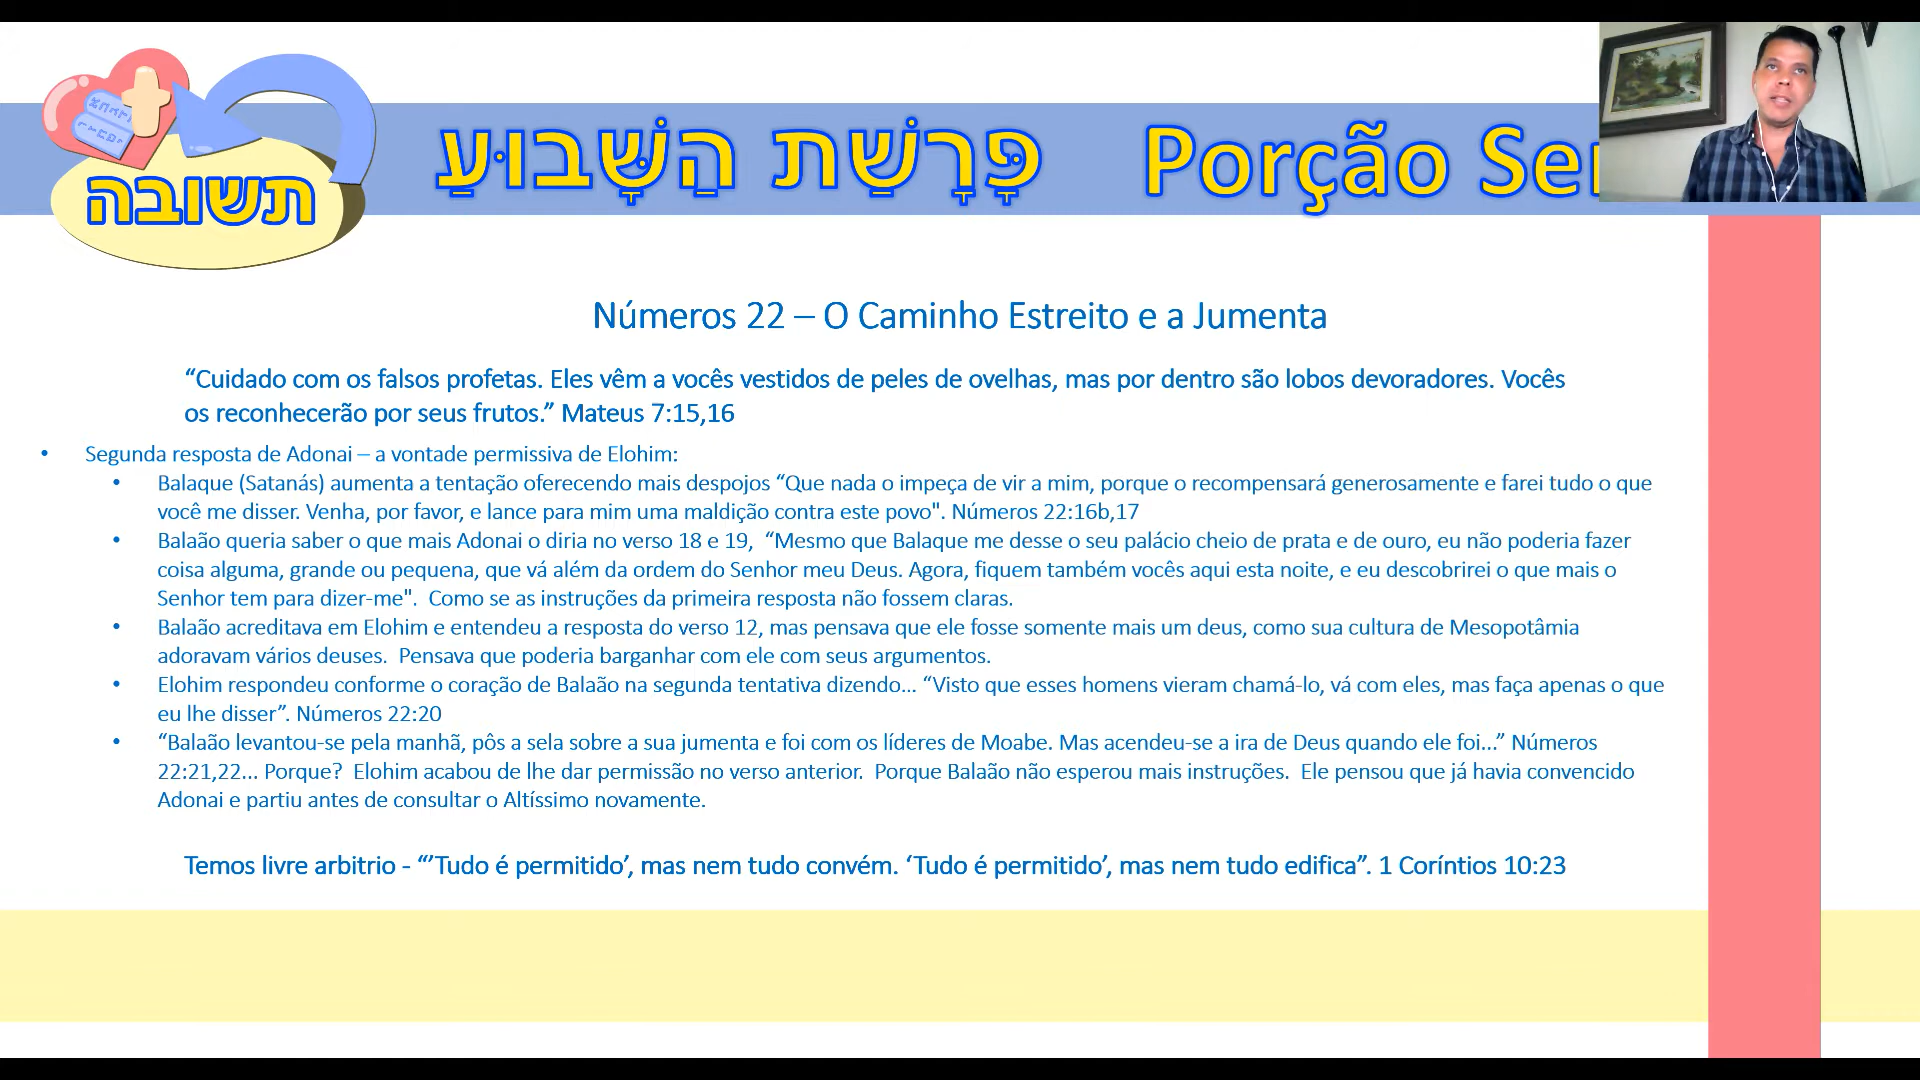 תשובה
פָּרָשַׁת הַשָּׁבוּעַ Porção Se
Números 22 – O Caminho Estreito e a Jumenta
“Cuidado com os falsos profetas. Eles vêm a vocês vestidos de peles de ovelhas, mas por dentro são lobos devoradores. Vocês
os reconhecerão por seus frutos.” Mateus 7:15,16
• Segunda resposta de Adonai – a vontade permissiva de Elohim:
• Balaque (Satanás) aumenta a tentação oferecendo mais despojos “Que nada o impeça de vir a mim, porque o recompensará generosamente e farei tudo o que
você me disser. Venha, por favor, e lance para mim uma maldição contra este povo". Números 22:16b,17
• Balaão queria saber o que mais Adonai o diria no verso 18 e 19, “Mesmo que Balaque me desse o seu palácio cheio de prata e de ouro, eu não poderia fazer
coisa alguma, grande ou pequena, que vá além da ordem do Senhor meu Deus. Agora, fiquem também vocês aqui esta noite, e eu descobrirei o que mais o
Senhor tem para dizer-me". Como se as instruções da primeira resposta não fossem claras.
• Balaão acreditava em Elohim e entendeu a resposta do verso 12, mas pensava que ele fosse somente mais um deus, como sua cultura de Mesopotâmia
adoravam vários deuses. Pensava que poderia barganhar com ele com seus argumentos.
• Elohim respondeu conforme o coração de Balaão na segunda tentativa dizendo... “Visto que esses homens vieram chamá-lo, vá com eles, mas faça apenas o que
eu lhe disser”. Números 22:20
• “Balaão levantou-se pela manhã, pôs a sela sobre a sua jumenta e foi com os líderes de Moabe. Mas acendeu-se a ira de Deus quando ele foi...” Números
22:21,22... Porque? Elohim acabou de lhe dar permissão no verso anterior. Porque Balaão não esperou mais instruções. Ele pensou que já havia convencido
Adonai e partiu antes de consultar o Altíssimo novamente.
Temos livre arbitrio - “’Tudo é permitido’, mas nem tudo convém. ‘Tudo é permitido’, mas nem tudo edifica”. 1 Coríntios 10:23